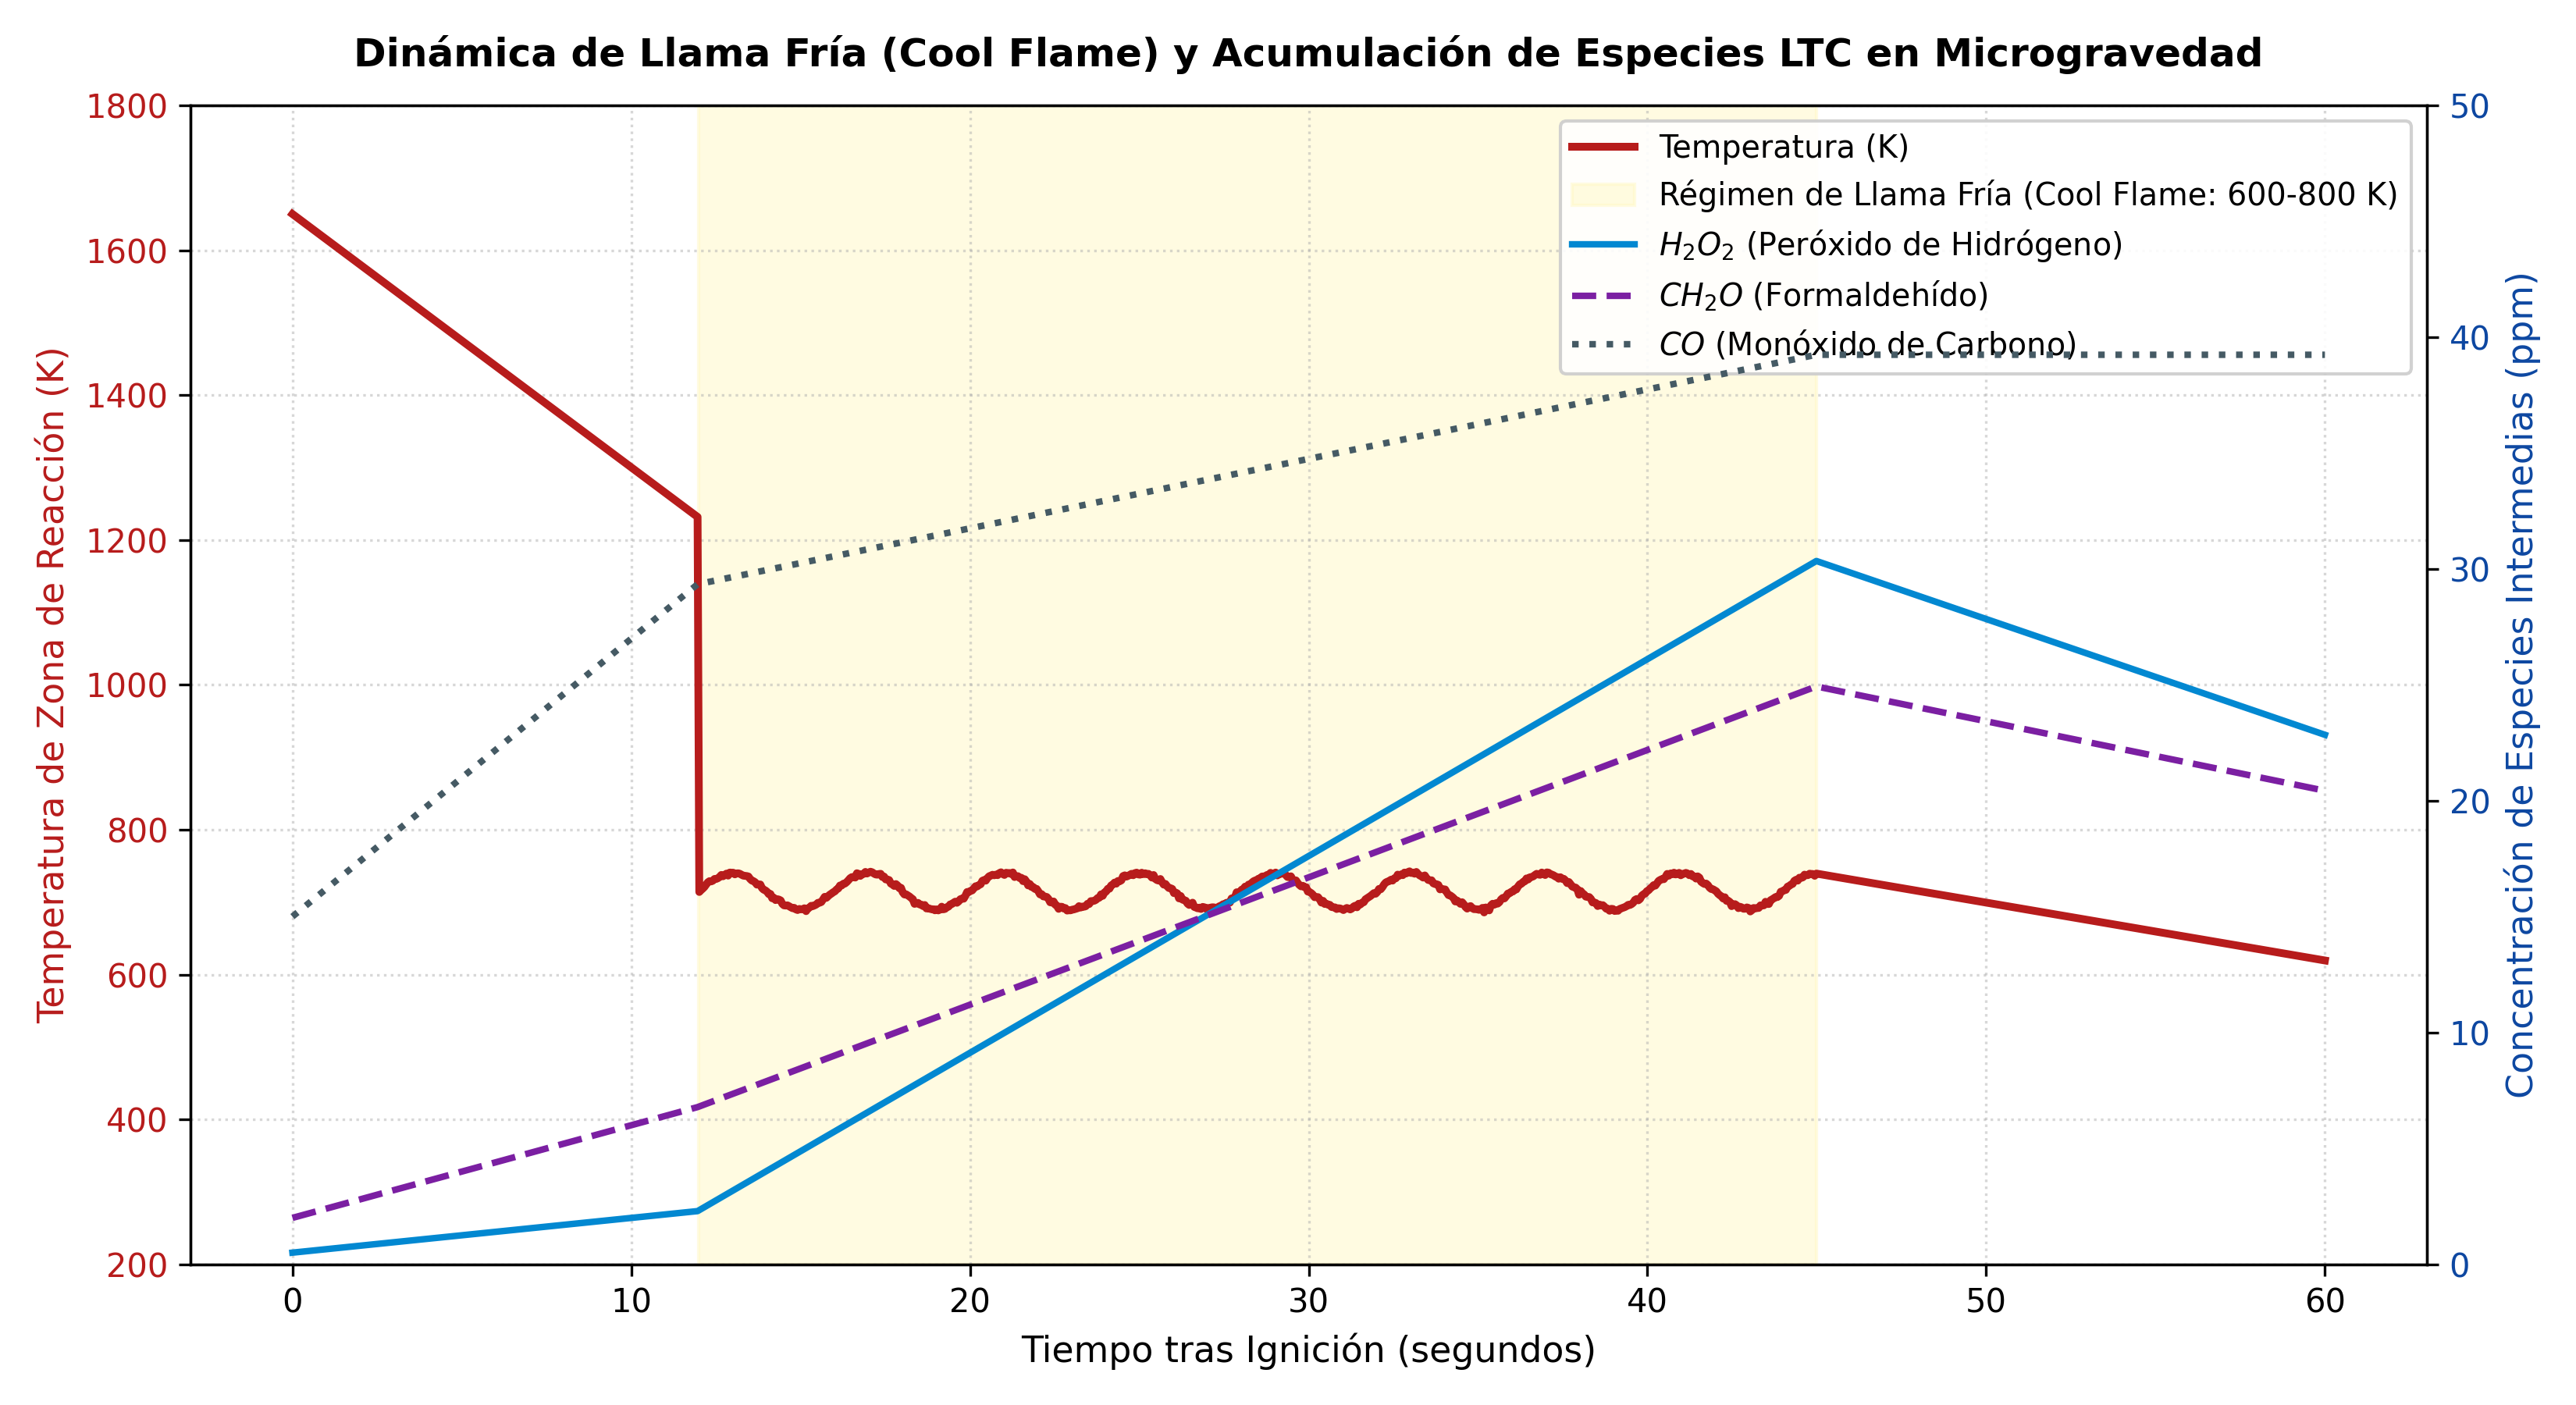 Dinámica de Llama Fría (Cool Flame) y Acumulación de Especies LTC en Microgravedad
Temperatura de Zona de Reacción (K)
1800
1600
1400
1200
1000
800
600
400
200
Temperatura (K)
Régimen de Llama Fría (Cool Flame: 600-800 K)
H₂O₂ (Peróxido de Hidrógeno)
CH₂O (Formaldehído)
CO (Monóxido de Carbono)
50
40
30
20
10
0
Concentración de Especies Intermedias (ppm)
0 10 20 30 40 50 60
Tiempo tras Ignición (segundos)